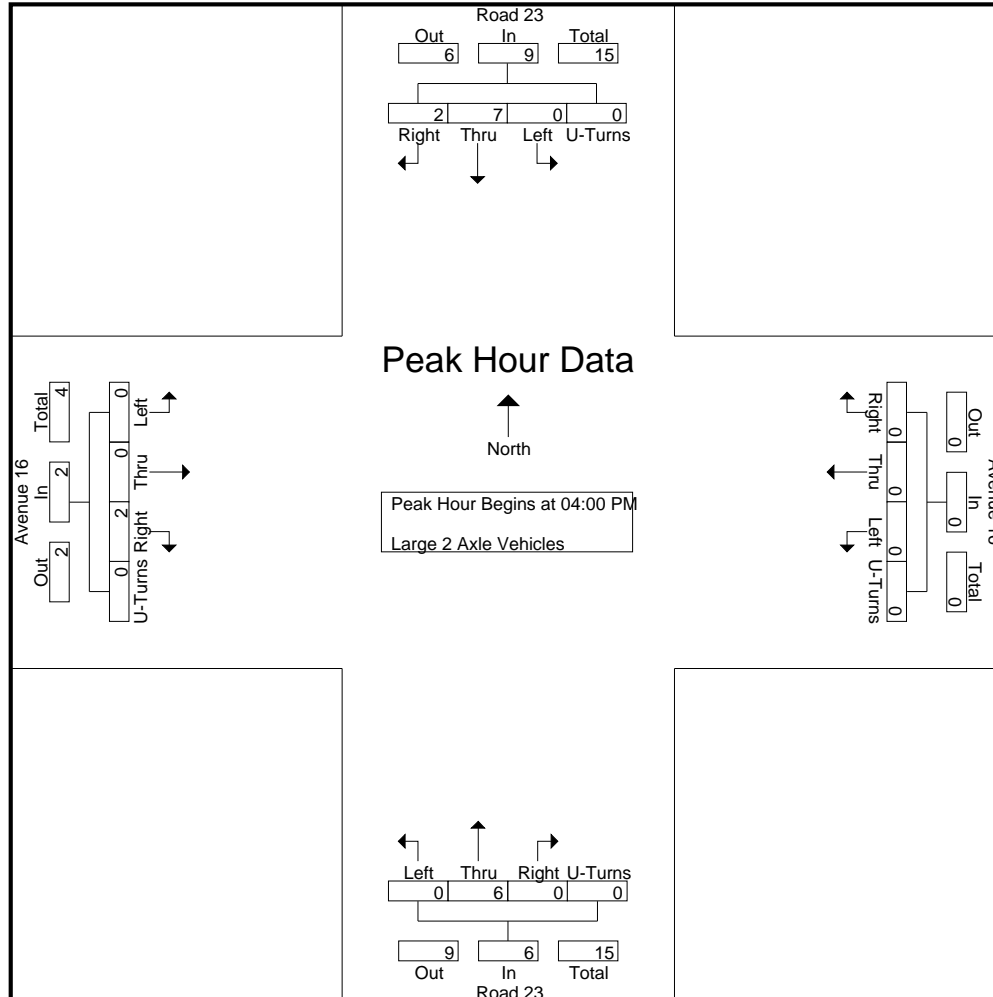 Road 23
Out In Total
6 9 15
2 7 0 0
Right Thru Left U-Turns
Peak Hour Data
North
Peak Hour Begins at 04:00 PM
Large 2 Axle Vehicles
Avenue 16
Total In Out
4 2 2
0 0 2 0
Left Thru Right U-Turns
Right Thru Left U-Turns
0 0 0 0
Out In Total
0 0 0
Left Thru Right U-Turns
0 6 0 0
9 6 15
Out In Total
Road 23